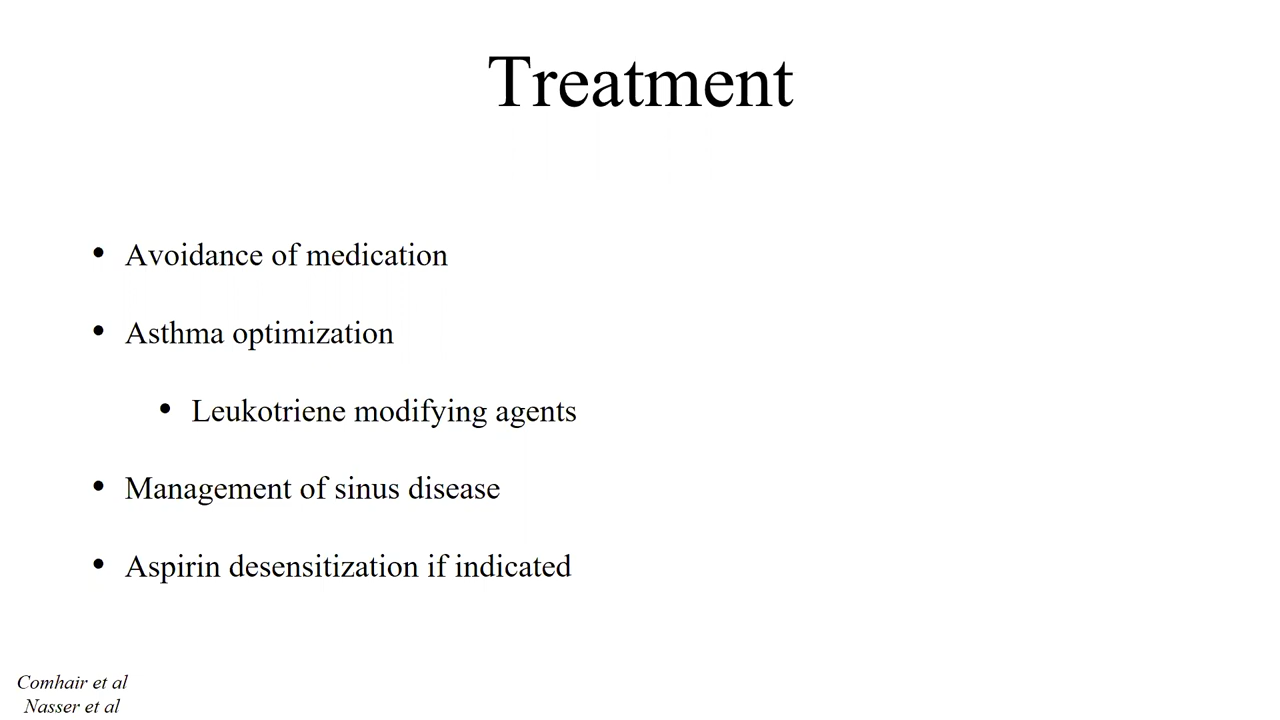 Treatment
• Avoidance of medication
• Asthma optimization
• Leukotriene modifying agents
• Management of sinus disease
• Aspirin desensitization if indicated
Comhair et al
Nasser et al